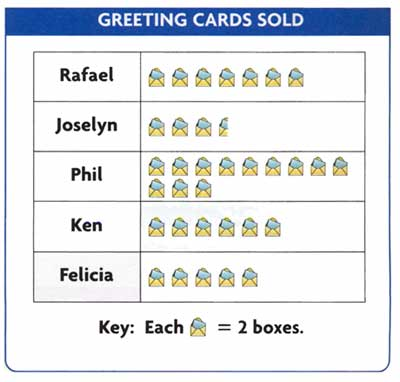 GREETING CARDS SOLD
Rafael
Joselyn
Phil
Ken
Felicia
Key: Each = 2 boxes.